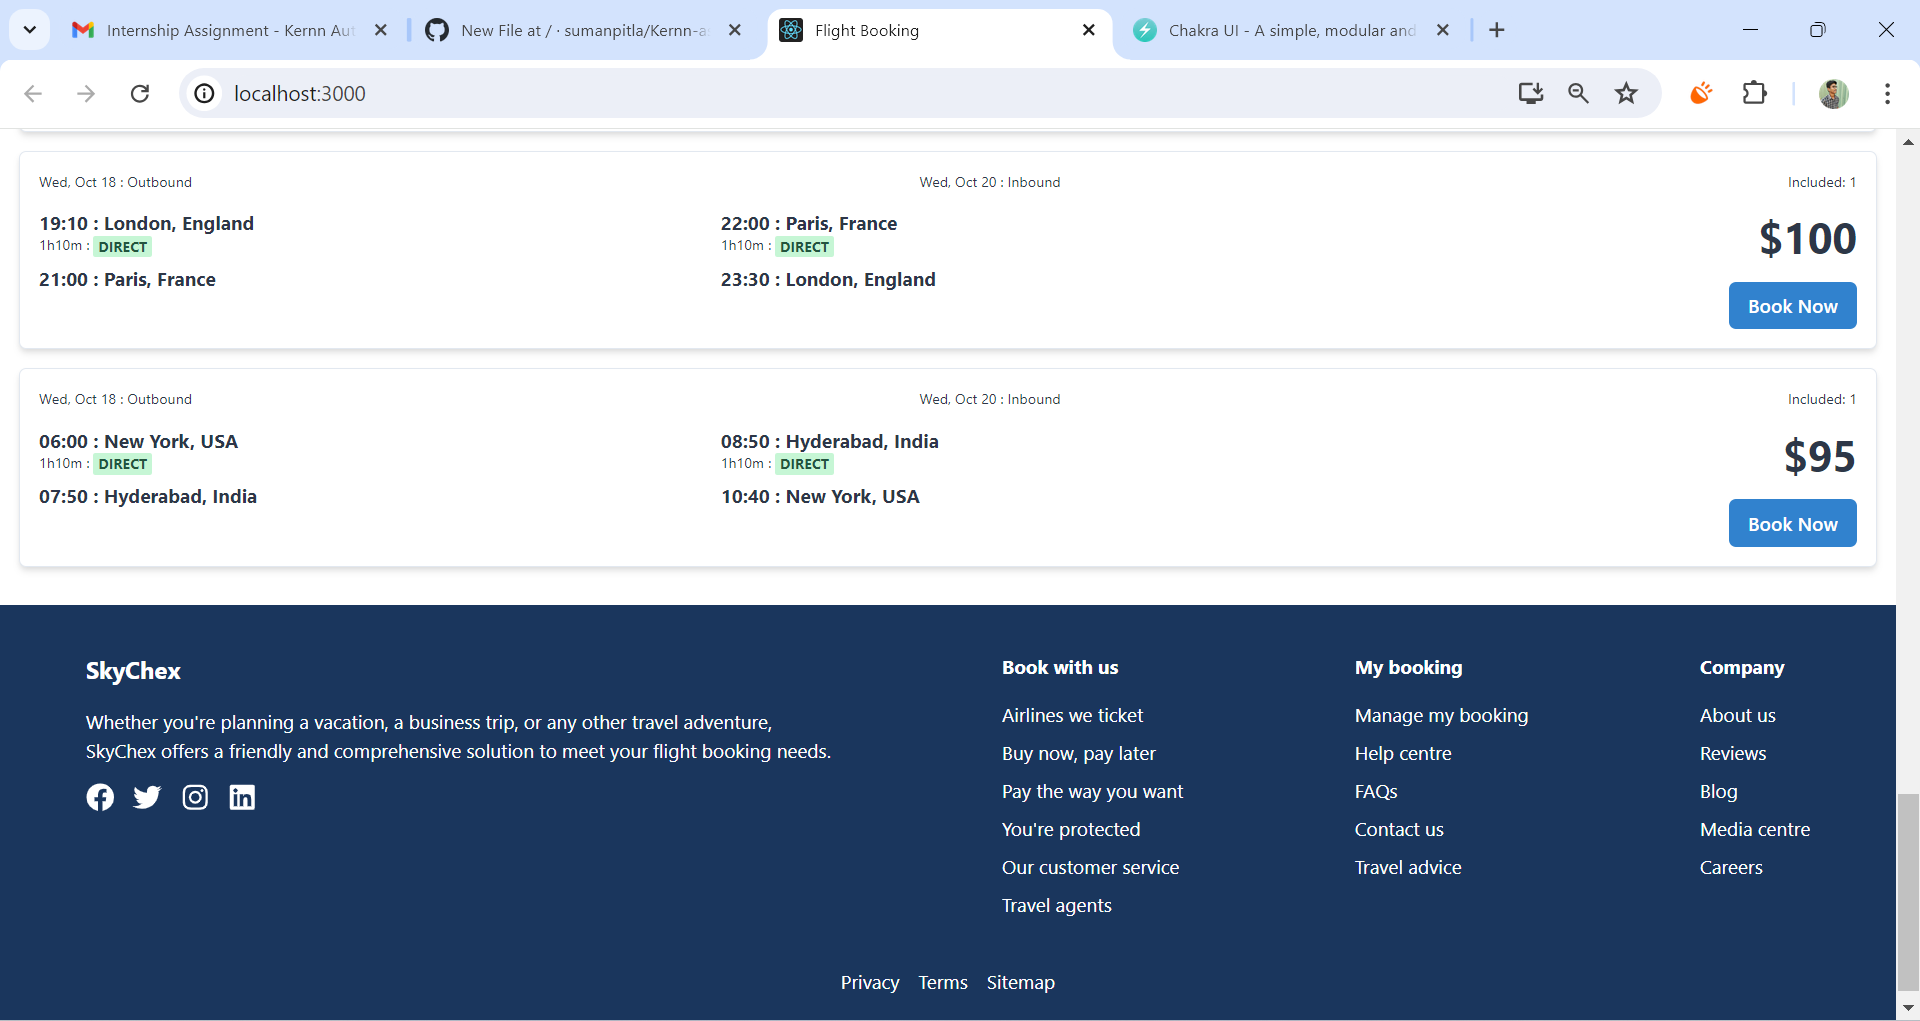 Internship Assignment - Kernn Aut
New File at / · sumanpitla/Kernn-a
Flight Booking
Chakra UI - A simple, modular and
localhost:3000
Wed, Oct 18 : Outbound
Wed, Oct 20 : Inbound
Included: 1
19:10 : London, England
1h10m : DIRECT
21:00 : Paris, France
22:00 : Paris, France
1h10m : DIRECT
23:30 : London, England
$100
Book Now
Wed, Oct 18 : Outbound
Wed, Oct 20 : Inbound
Included: 1
06:00 : New York, USA
1h10m : DIRECT
07:50 : Hyderabad, India
08:50 : Hyderabad, India
1h10m : DIRECT
10:40 : New York, USA
$95
Book Now
SkyChex
Whether you're planning a vacation, a business trip, or any other travel adventure,
SkyChex offers a friendly and comprehensive solution to meet your flight booking needs.
Book with us
Airlines we ticket
Buy now, pay later
Pay the way you want
You're protected
Our customer service
Travel agents
My booking
Manage my booking
Help centre
FAQs
Contact us
Travel advice
Company
About us
Reviews
Blog
Media centre
Careers
Privacy Terms Sitemap